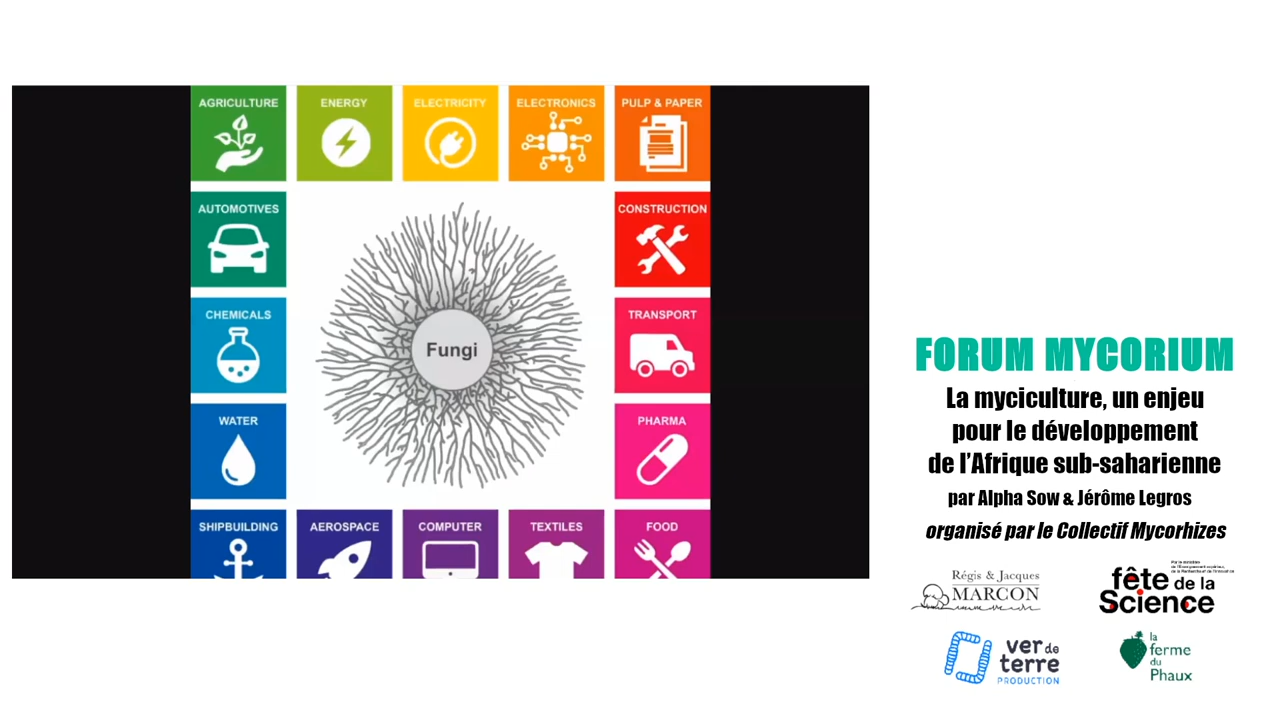 AGRICULTURE
ENERGY
ELECTRICITY
ELECTRONICS
PULP & PAPER
AUTOMOTIVES
CONSTRUCTION
CHEMICALS
Fungi
TRANSPORT
WATER
PHARMA
SHIPBUILDING
AEROSPACE
COMPUTER
TEXTILES
FOOD
FORUM MYCORIUM
La myciculture, un enjeu
pour le développement
de l'Afrique sub-saharienne
par Alpha Sow & Jérôme Legros
organisé par le Collectif Mycorhizes
Régis & Jacques
MARCON
fête de la
Science
ver de
terre
PRODUCTION
la
ferme
du
Phaux